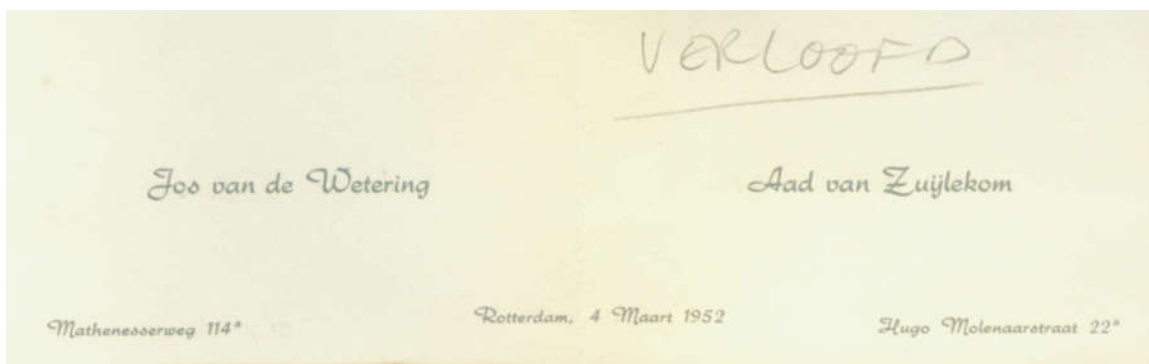 VERLOOFD
Jos van de Wetering
Aad van Zuijlekom
Mathenesserweg 114ª
Rotterdam, 4 Maart 1952
Hugo Molenaarstraat 22ª